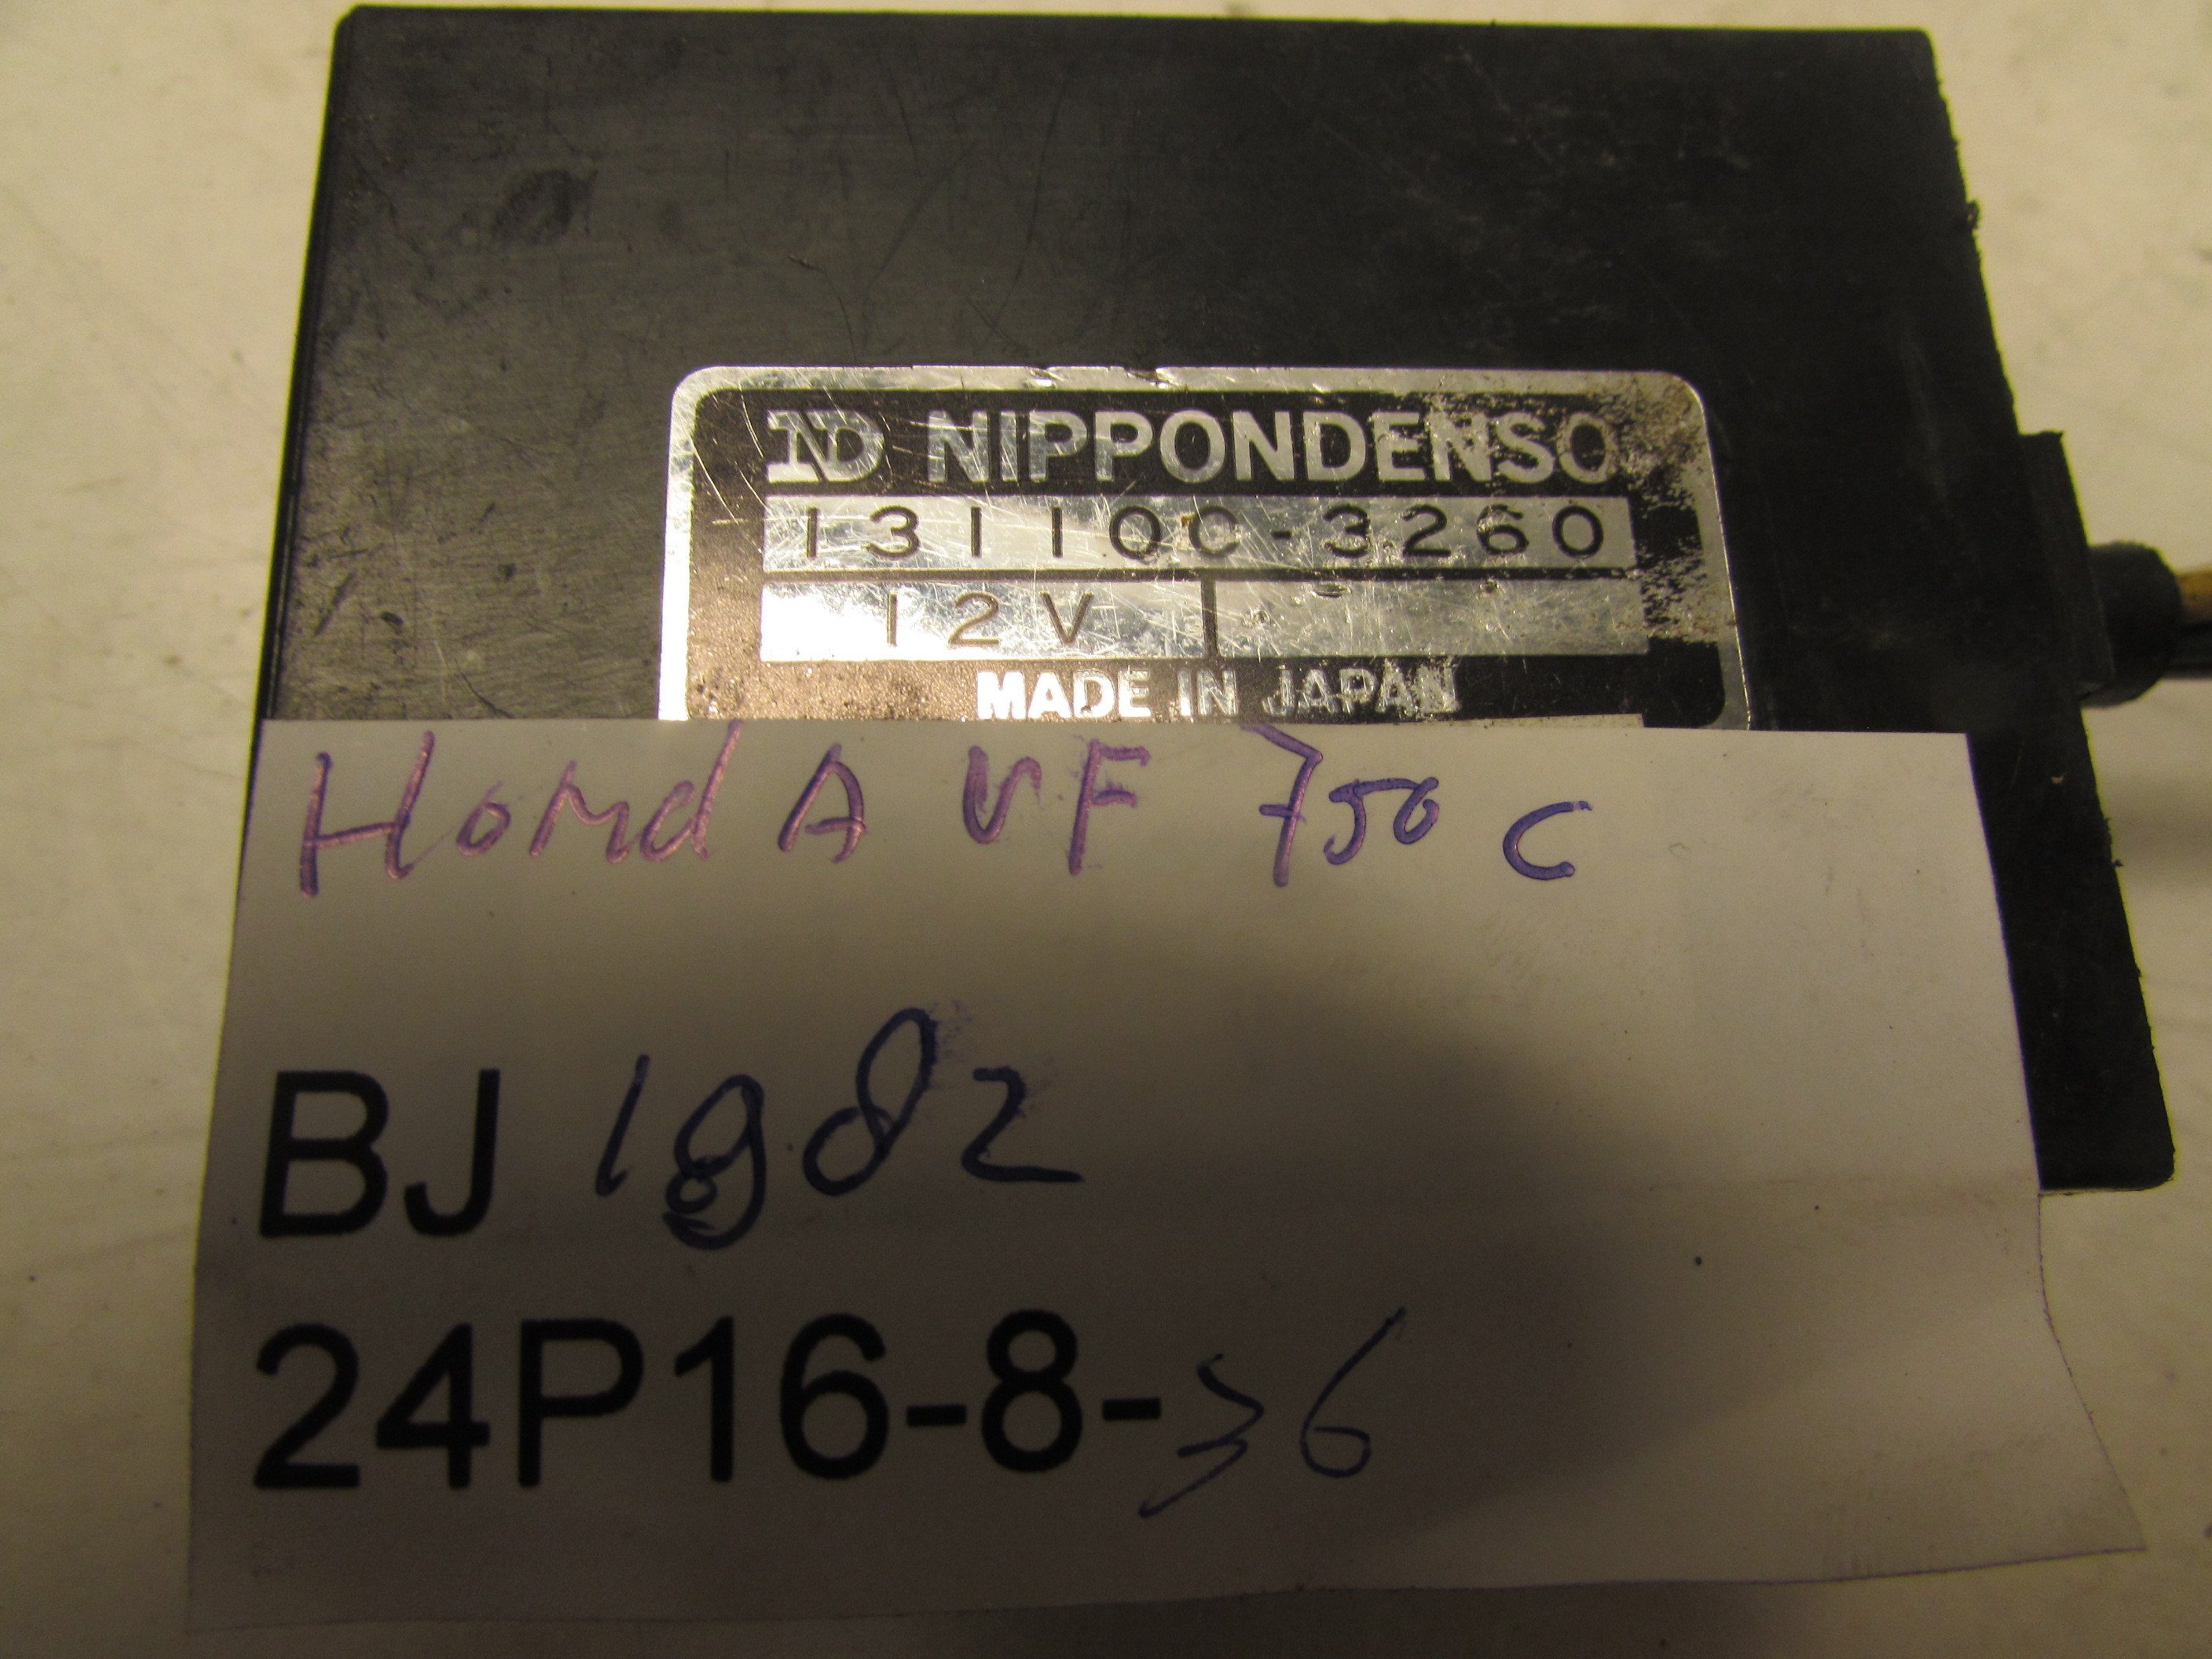 ND NIPPONDENSO
131100-3260
12V
MADE IN JAPAN
HondA VF 750 C
BJ 1982
24P16-8-36